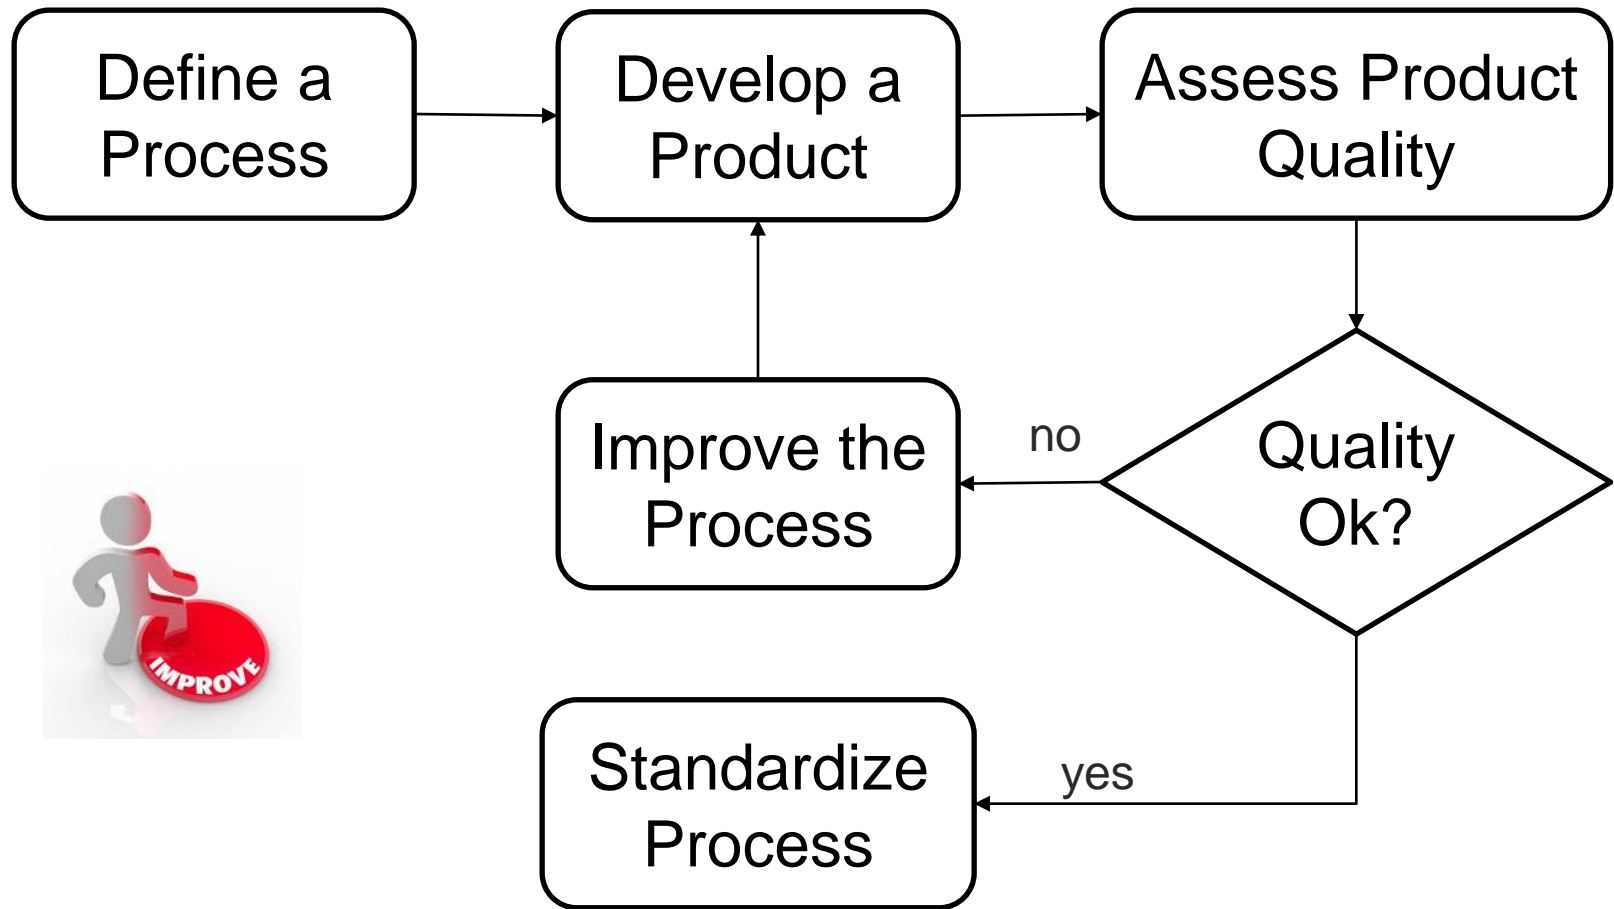 Define a
Process
Develop a
Product
Assess Product
Quality
Improve the
Process
no
Quality
Ok?
IMPROVE
Standardize
Process
yes